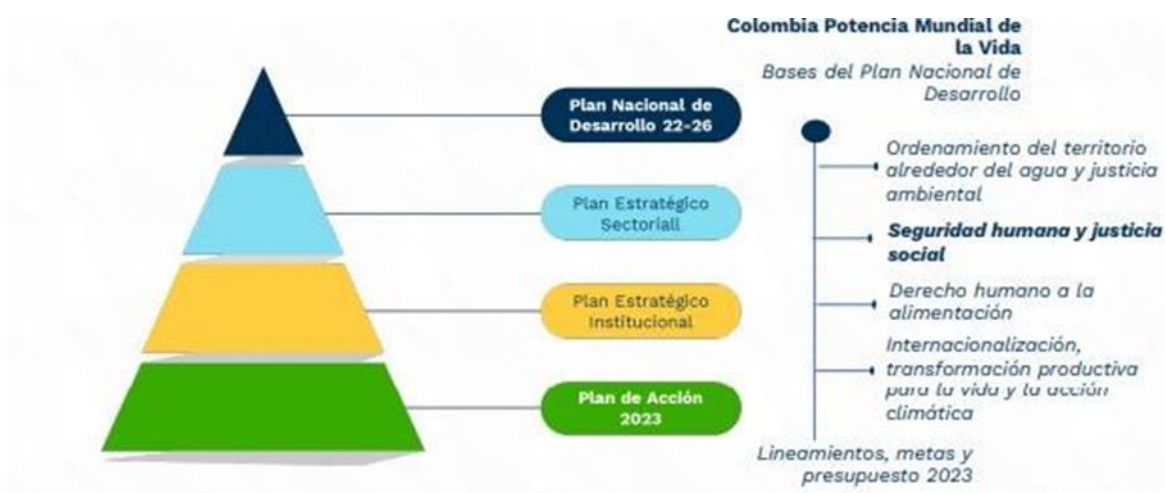 Colombia Potencia Mundial de
la Vida
Bases del Plan Nacional de
Desarrollo
Plan Nacional de
Desarrollo 22-26
Plan Estratégico
Sectoriall
Plan Estratégico
Institucional
Plan de Acción
2023
Ordenamiento del territorio
alrededor del agua y justicia
ambiental
Seguridad humana y justicia
social
Derecho humano a la
alimentación
Internacionalización,
transformación productiva
para la vida y la acción
climática
Lineamientos, metas y
presupuesto 2023